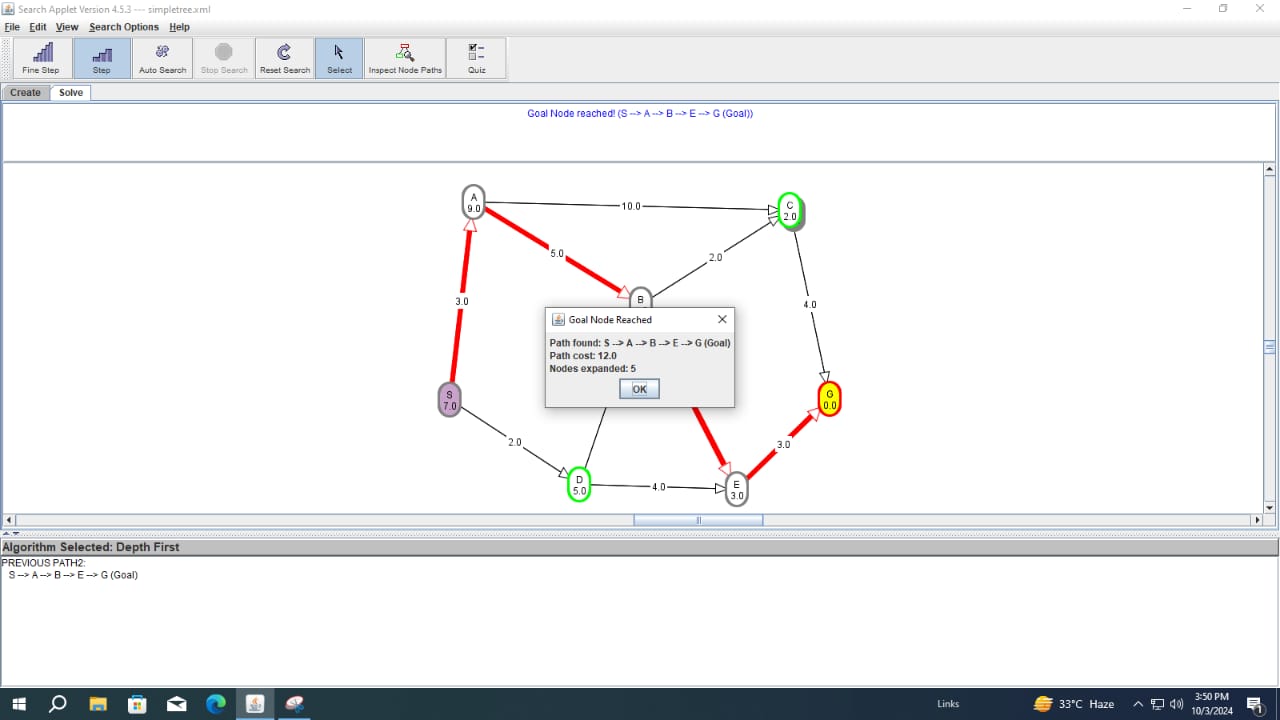 Search Applet Version 4.5.3 --- simpletree.xml
File Edit View Search Options Help
Fine Step Step Auto Search Stop Search Reset Search Select Inspect Node Paths Quiz
Create Solve
Goal Node reached! (S --> A --> B --> E --> G (Goal))
A
9.0
10.0
C
2.0
5.0
2.0
B
3.0
4.0
Goal Node Reached
Path found: S --> A --> B --> E --> G (Goal)
Path cost: 12.0
Nodes expanded: 5
OK
S
7.0
G
0.0
2.0
3.0
D
5.0
4.0
E
3.0
Algorithm Selected: Depth First
PREVIOUS PATH2:
S --> A --> B --> E --> G (Goal)
Links
33°C Haze
3:50 PM
10/3/2024
1